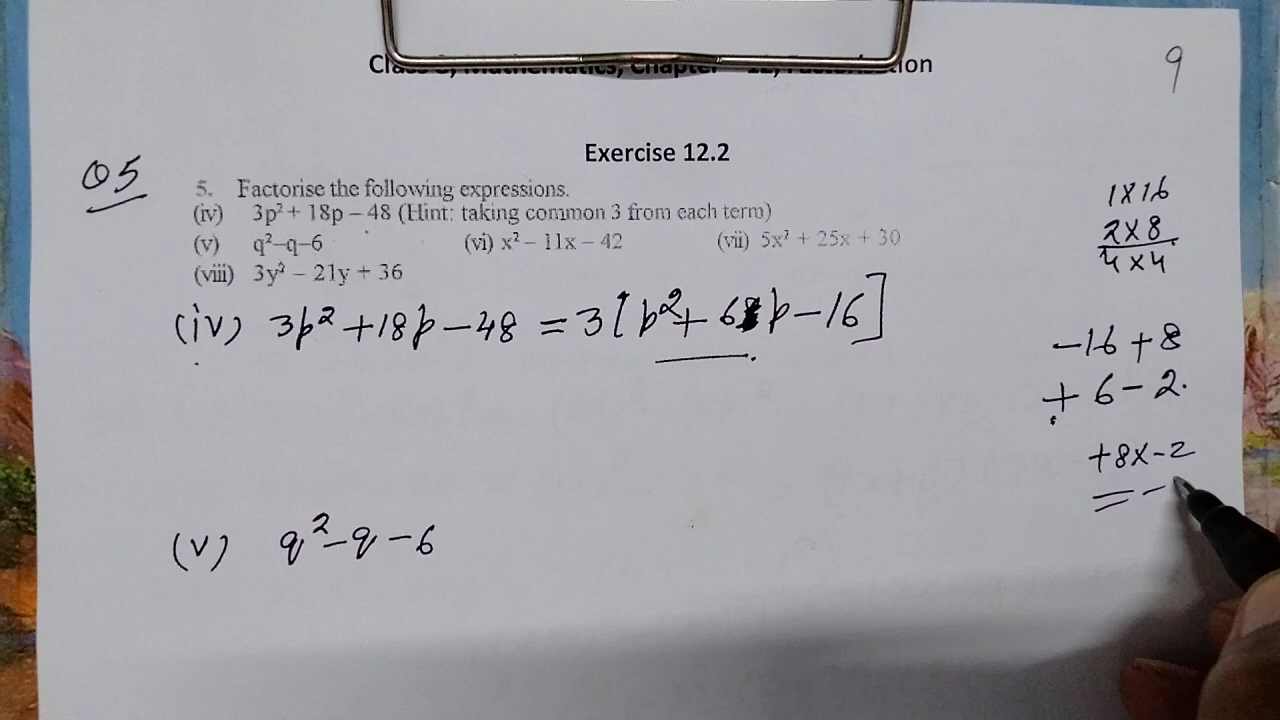 9
Exercise 12.2
Q5
5. Factorise the following expressions.
(iv) 3p² + 18p – 48 (Hint: taking common 3 from each term)
(v) q²–q–6 (vi) x² – 11x – 42 (vii) 5x² + 25x + 30
(viii) 3y² – 21y + 36
1×16
2×8
4×4
(iv) 3p² + 18p – 48 = 3[p² + 6p – 16]
–16 + 8
+ 6 – 2.
+8×–2
= –
(v) q² – q – 6